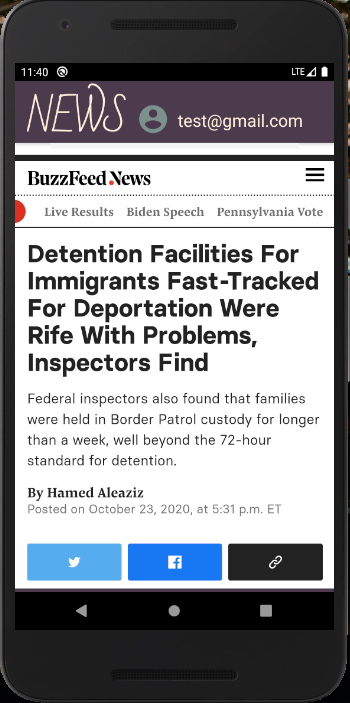 11:40
LTE
NEWS
test@gmail.com
BuzzFeed.News
Live Results Biden Speech Pennsylvania Vote
Detention Facilities For
Immigrants Fast-Tracked
For Deportation Were
Rife With Problems,
Inspectors Find
Federal inspectors also found that families
were held in Border Patrol custody for longer
than a week, well beyond the 72-hour
standard for detention.
By Hamed Aleaziz
Posted on October 23, 2020, at 5:31 p.m. ET